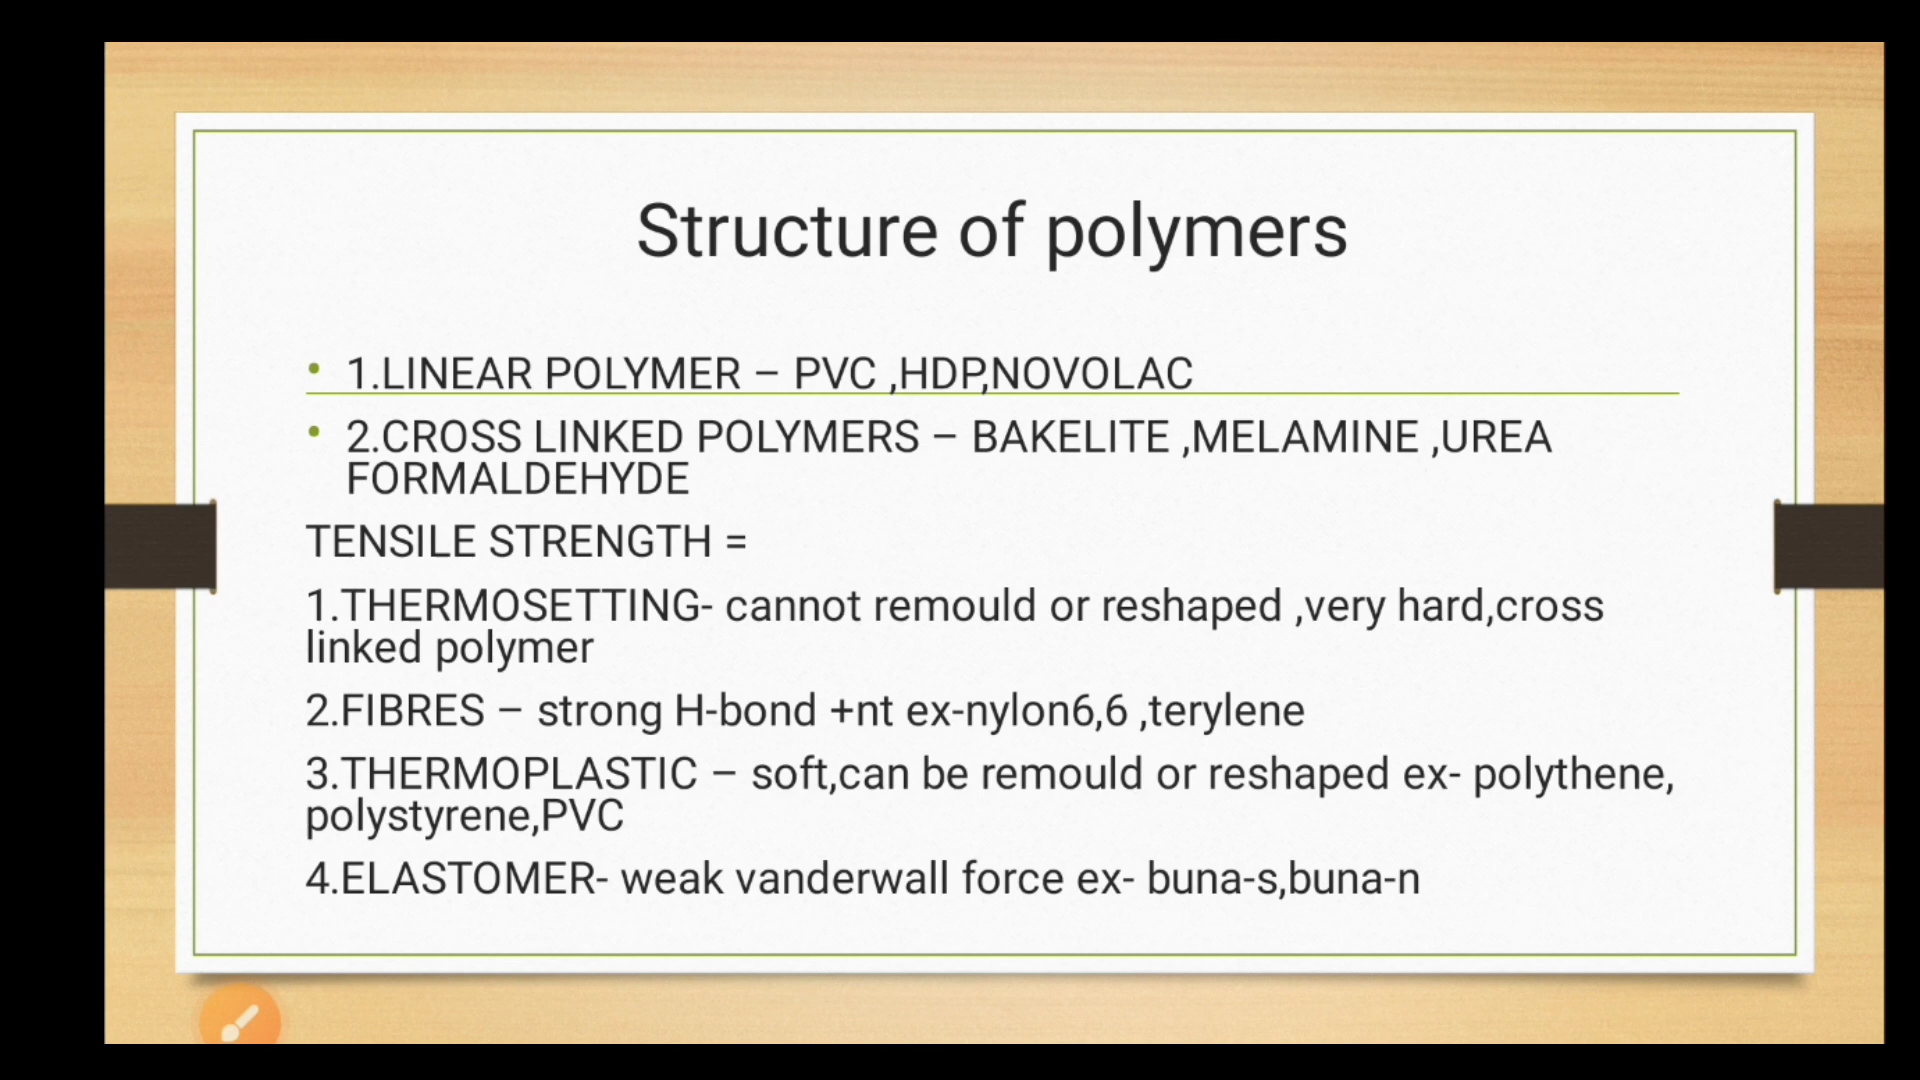 Structure of polymers
• 1.LINEAR POLYMER – PVC ,HDP,NOVOLAC
• 2.CROSS LINKED POLYMERS – BAKELITE ,MELAMINE ,UREA
FORMALDEHYDE
TENSILE STRENGTH =
1.THERMOSETTING- cannot remould or reshaped ,very hard,cross
linked polymer
2.FIBRES – strong H-bond +nt ex-nylon6,6 ,terylene
3.THERMOPLASTIC – soft,can be remould or reshaped ex- polythene,
polystyrene,PVC
4.ELASTOMER- weak vanderwall force ex- buna-s,buna-n